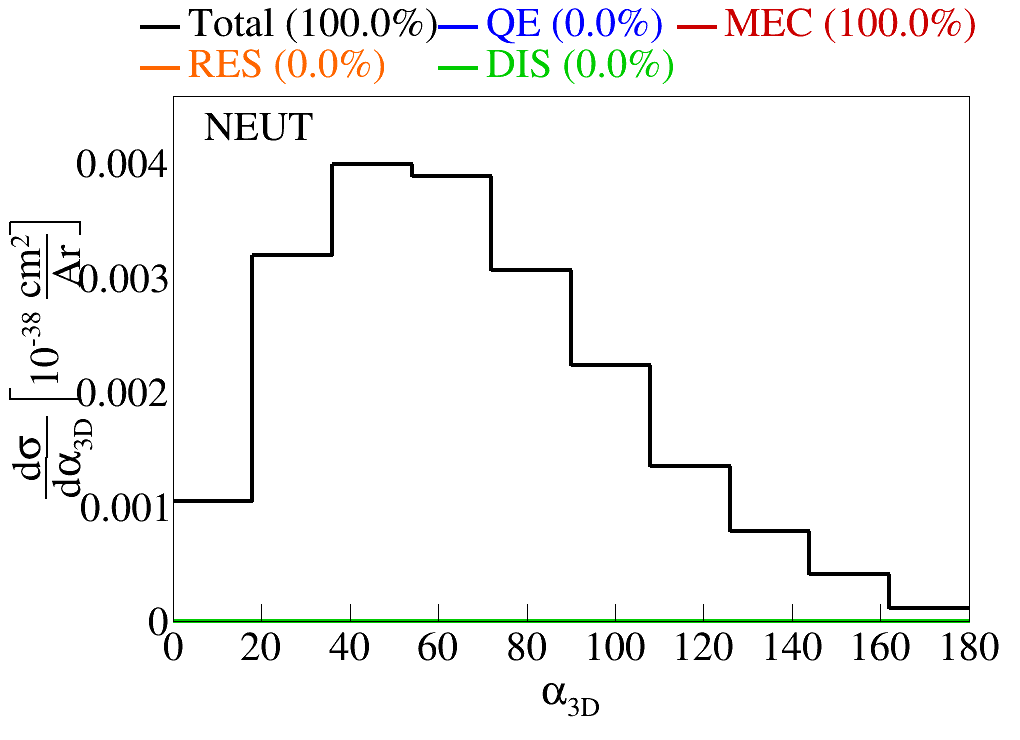 Total (100.0%) QE (0.0%) MEC (100.0%)
RES (0.0%) DIS (0.0%)
NEUT
0.004
0.003
0.002
0.001
0
dσ/dα3D [10-38 cm2/Ar]
0 20 40 60 80 100 120 140 160 180
α3D